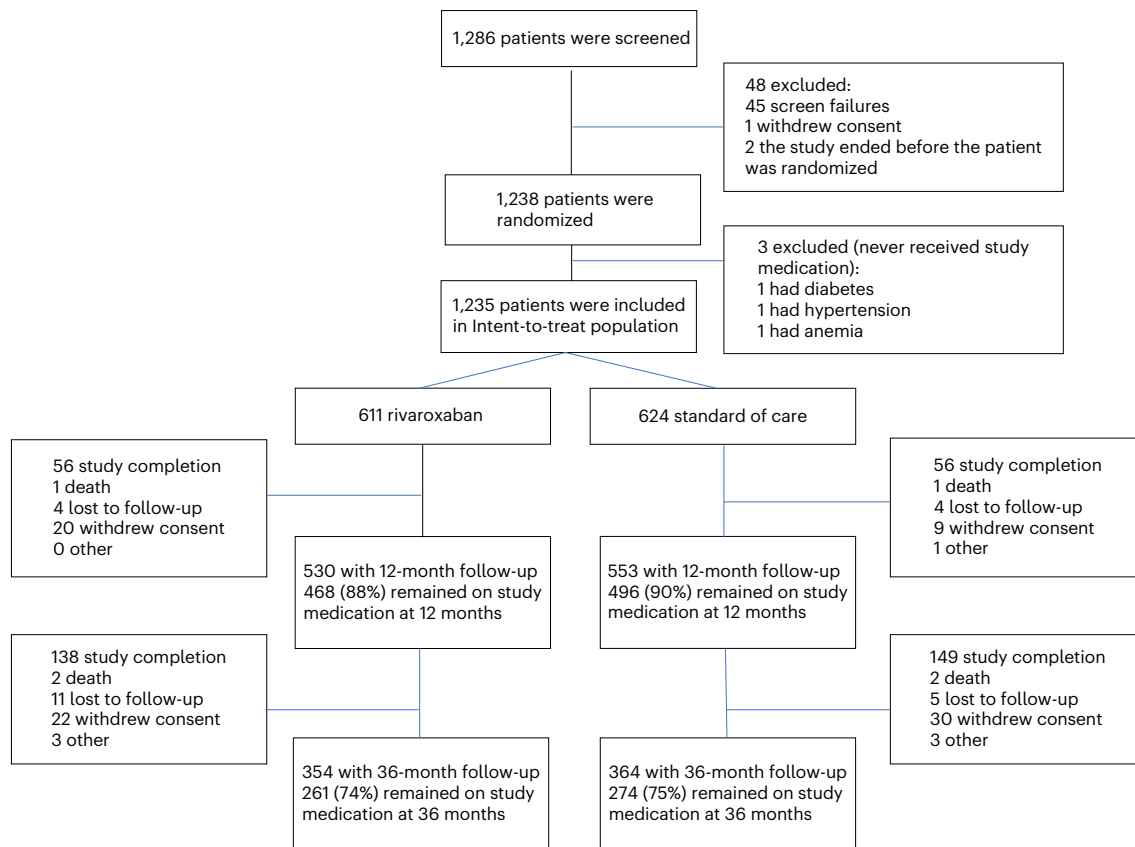 1,286 patients were screened
48 excluded:
45 screen failures
1 withdrew consent
2 the study ended before the patient
was randomized
1,238 patients were
randomized
3 excluded (never received study
medication):
1 had diabetes
1 had hypertension
1 had anemia
1,235 patients were included
in Intent-to-treat population
611 rivaroxaban
624 standard of care
56 study completion
1 death
4 lost to follow-up
20 withdrew consent
0 other
56 study completion
1 death
4 lost to follow-up
9 withdrew consent
1 other
530 with 12-month follow-up
468 (88%) remained on study
medication at 12 months
553 with 12-month follow-up
496 (90%) remained on study
medication at 12 months
138 study completion
2 death
11 lost to follow-up
22 withdrew consent
3 other
149 study completion
2 death
5 lost to follow-up
30 withdrew consent
3 other
354 with 36-month follow-up
261 (74%) remained on study
medication at 36 months
364 with 36-month follow-up
274 (75%) remained on study
medication at 36 months